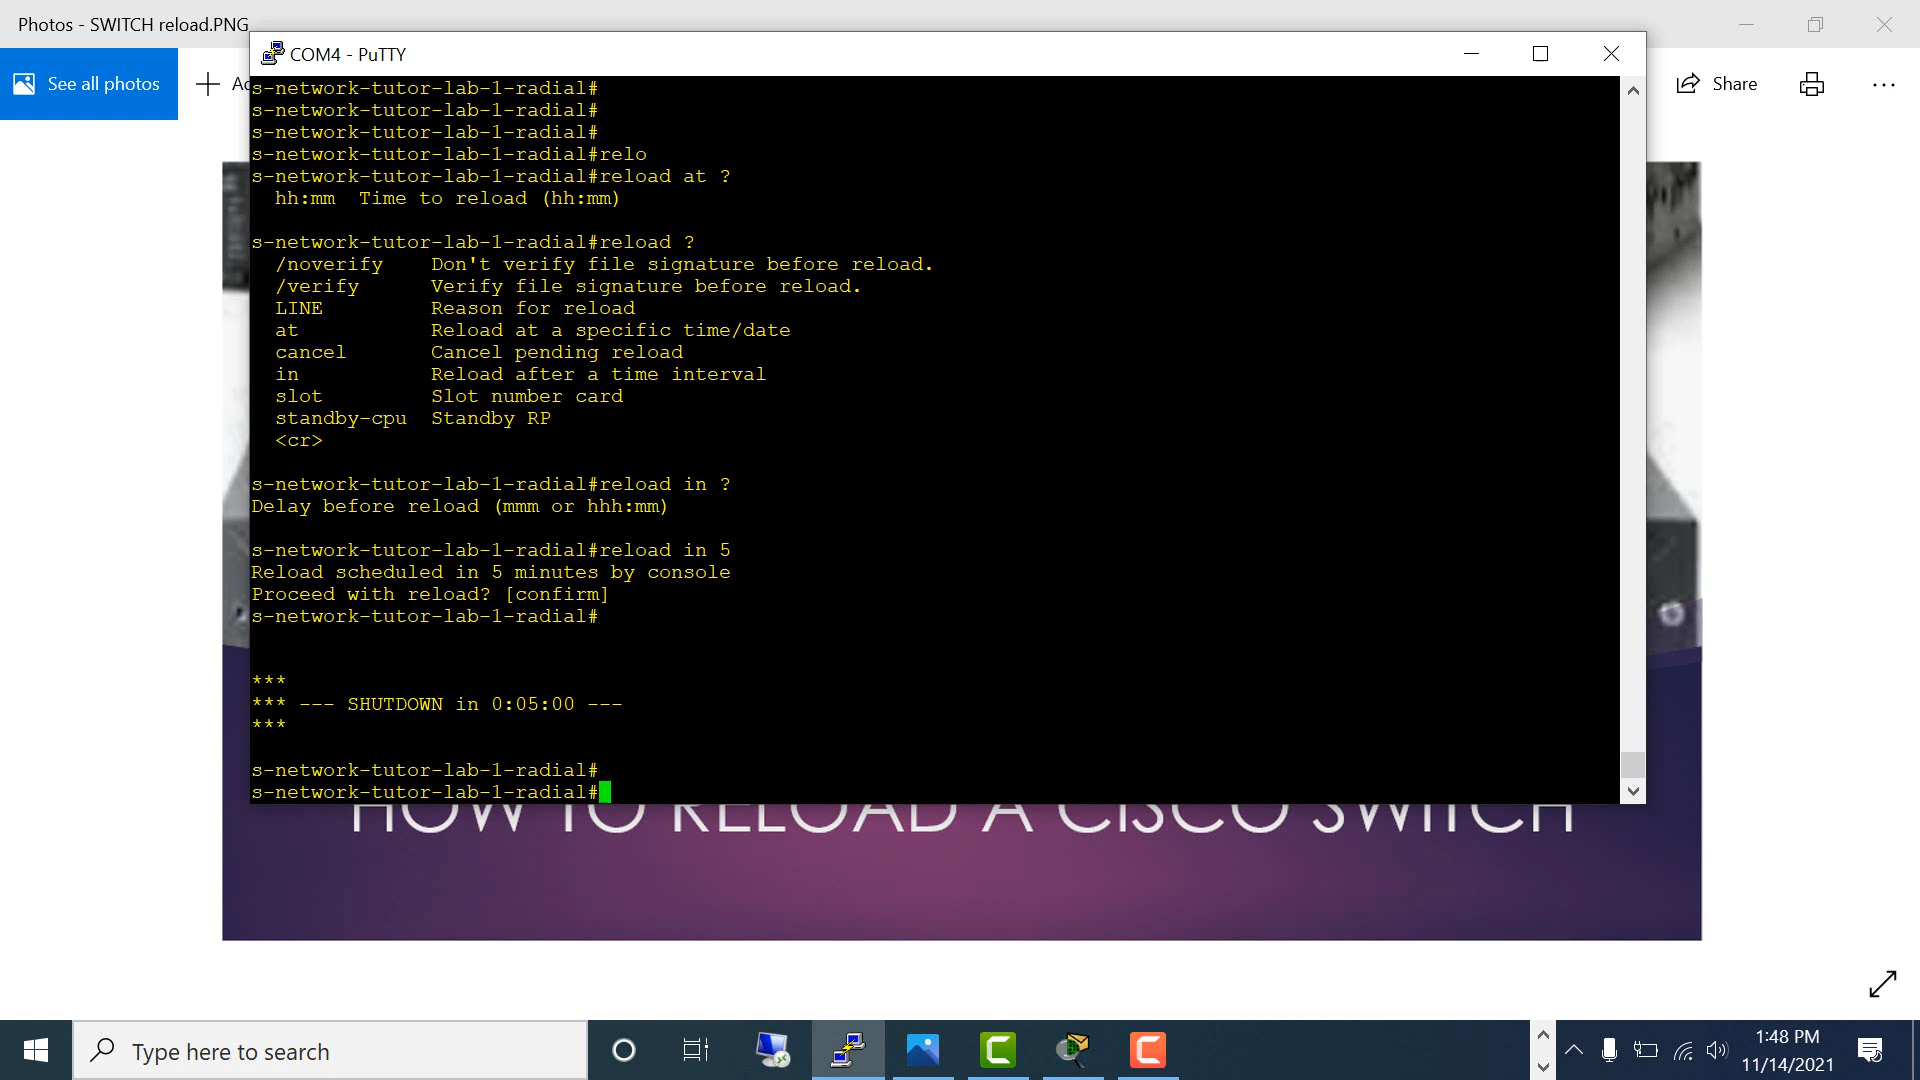 Photos - SWITCH reload.PNG
COM4 - PuTTY
See all photos
Share
s-network-tutor-lab-1-radial#
s-network-tutor-lab-1-radial#
s-network-tutor-lab-1-radial#
s-network-tutor-lab-1-radial#relo
s-network-tutor-lab-1-radial#reload at ?
hh:mm  Time to reload (hh:mm)
s-network-tutor-lab-1-radial#reload ?
/noverify    Don't verify file signature before reload.
/verify      Verify file signature before reload.
LINE         Reason for reload
at           Reload at a specific time/date
cancel       Cancel pending reload
in           Reload after a time interval
slot         Slot number card
standby-cpu  Standby RP
<cr>
s-network-tutor-lab-1-radial#reload in ?
Delay before reload (mmm or hhh:mm)
s-network-tutor-lab-1-radial#reload in 5
Reload scheduled in 5 minutes by console
Proceed with reload? [confirm]
s-network-tutor-lab-1-radial#
***
*** --- SHUTDOWN in 0:05:00 ---
***
s-network-tutor-lab-1-radial#
s-network-tutor-lab-1-radial#
HOW TO RELOAD A CISCO SWITCH
Type here to search
1:48 PM
11/14/2021